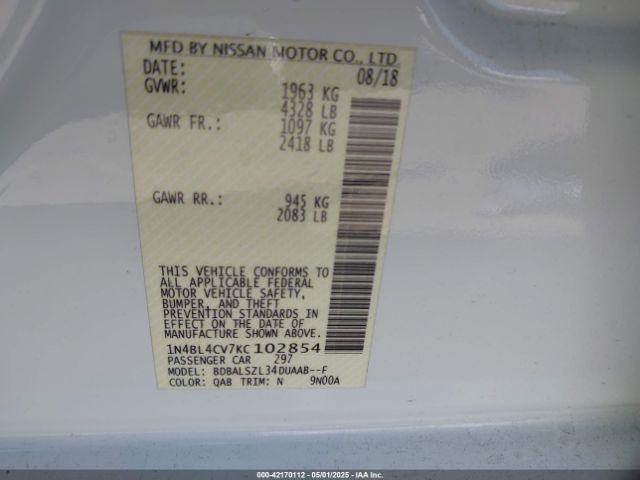 MFD BY NISSAN MOTOR CO., LTD.
DATE: 08/18
GVWR: 1963 KG
4328 LB
GAWR FR.: 1097 KG
2418 LB
GAWR RR.: 945 KG
2083 LB
THIS VEHICLE CONFORMS TO
ALL APPLICABLE FEDERAL
MOTOR VEHICLE SAFETY,
BUMPER, AND THEFT
PREVENTION STANDARDS IN
EFFECT ON THE DATE OF
MANUFACTURE SHOWN ABOVE.
1N4BL4CV7KC102854
PASSENGER CAR 297
MODEL: BDBALSZL34DUAAB--F
COLOR: QAB TRIM: N 9N00A
000-42170112 - 05/01/2025 - IAA Inc.